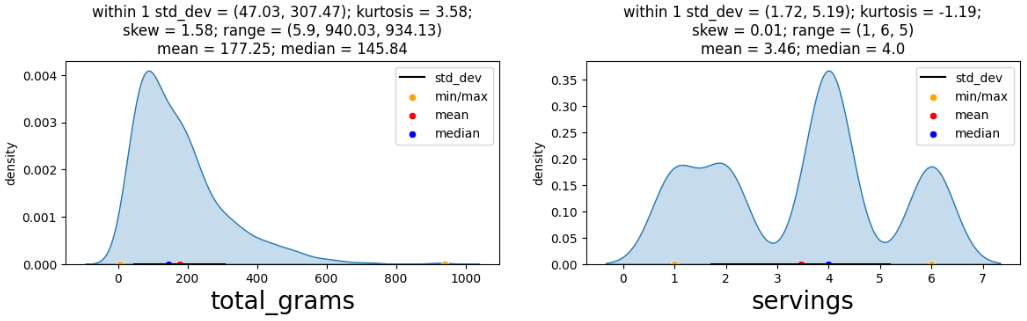 within 1 std_dev = (47.03, 307.47); kurtosis = 3.58;
skew = 1.58; range = (5.9, 940.03, 934.13)
mean = 177.25; median = 145.84
0.004
0.003
0.002
0.001
0.000
density
std_dev
min/max
mean
median
0 200 400 600 800 1000
total_grams
within 1 std_dev = (1.72, 5.19); kurtosis = -1.19;
skew = 0.01; range = (1, 6, 5)
mean = 3.46; median = 4.0
0.35
0.30
0.25
0.20
0.15
0.10
0.05
0.00
density
std_dev
min/max
mean
median
0 1 2 3 4 5 6 7
servings